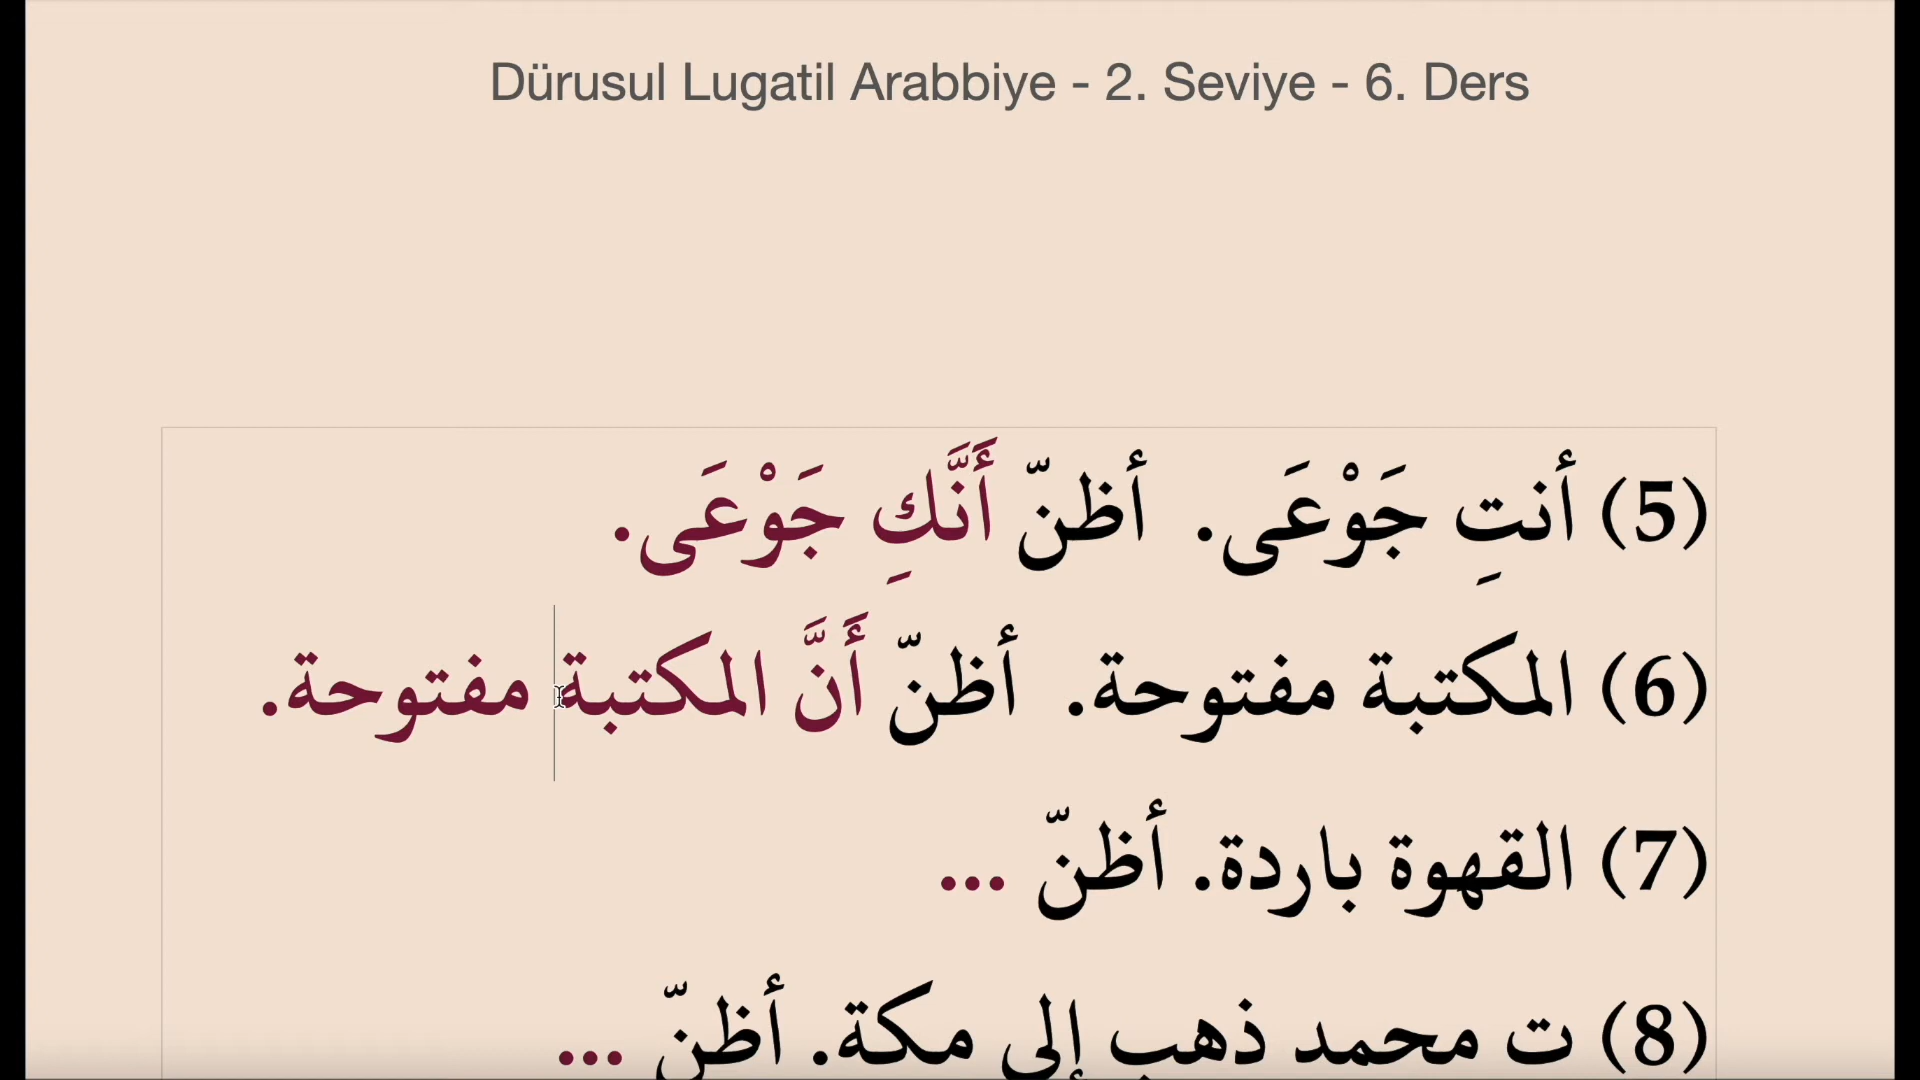 Dürusul Lugatil Arabbiye - 2. Seviye - 6. Ders
(5) أنتِ جَوْعَى. أظنّ أَنَّكِ جَوْعَى.
(6) المكتبة مفتوحة. أظنّ أَنَّ المكتبة مفتوحة.
(7) القهوة باردة. أظنّ ...
(8) ت محمد ذهب إلى مكة. أظنّ ...